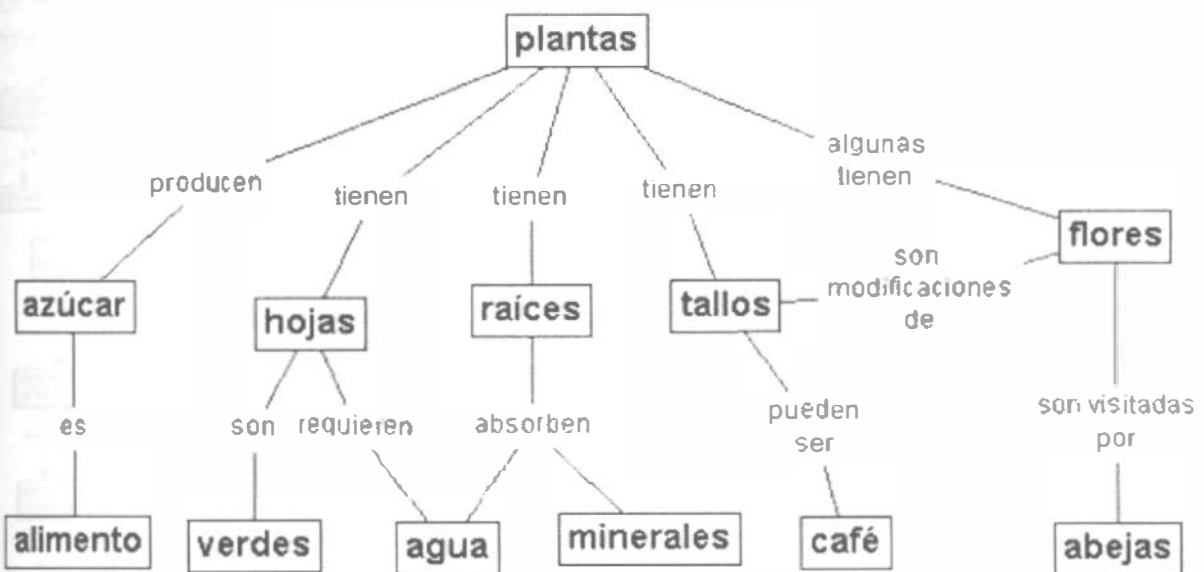 plantas
algunas
tienen
producen
tienen
tienen
tienen
flores
son
modificaciones
de
azúcar
hojas
raíces
tallos
es
son
requieren
absorben
pueden
ser
son visitadas
por
alimento
verdes
agua
minerales
café
abejas